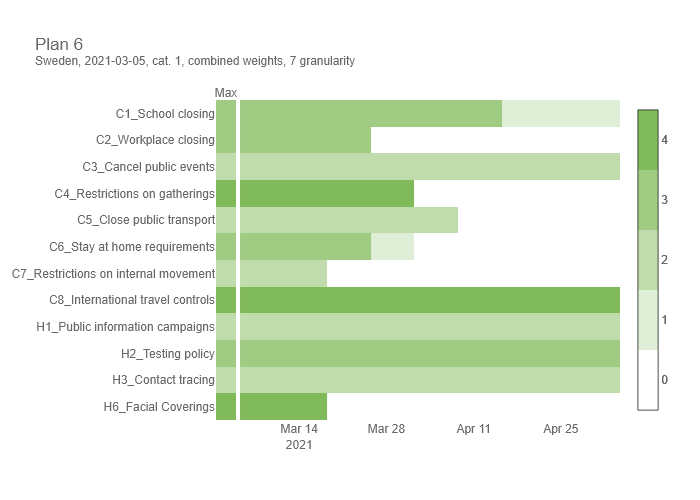 Plan 6
Sweden, 2021-03-05, cat. 1, combined weights, 7 granularity
Max
C1_School closing
C2_Workplace closing
C3_Cancel public events
C4_Restrictions on gatherings
C5_Close public transport
C6_Stay at home requirements
C7_Restrictions on internal movement
C8_International travel controls
H1_Public information campaigns
H2_Testing policy
H3_Contact tracing
H6_Facial Coverings
Mar 14 Mar 28 Apr 11 Apr 25
2021
4
3
2
1
0